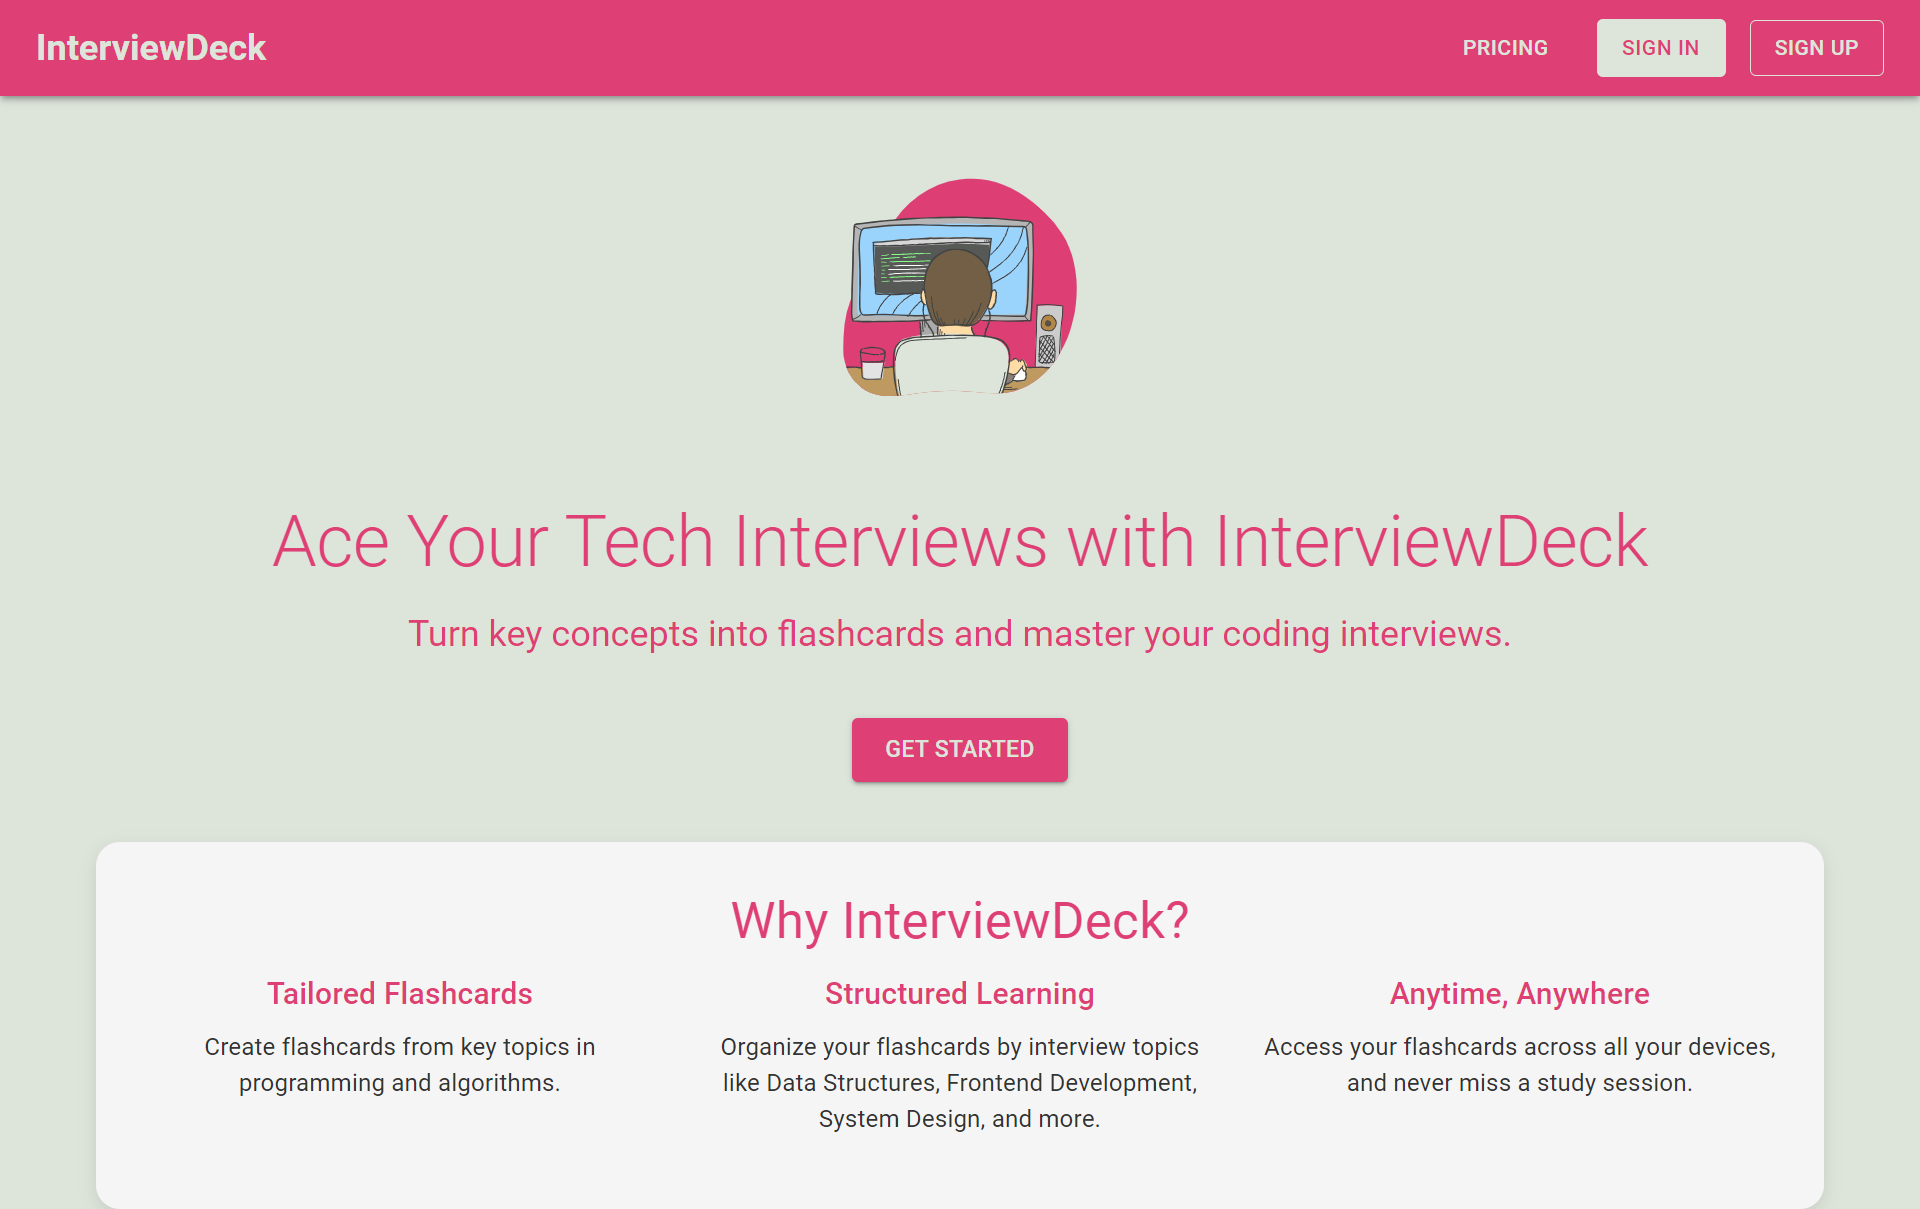 InterviewDeck
PRICING
SIGN IN
SIGN UP
Ace Your Tech Interviews with InterviewDeck
Turn key concepts into flashcards and master your coding interviews.
GET STARTED
Why InterviewDeck?
Tailored Flashcards
Create flashcards from key topics in
programming and algorithms.
Structured Learning
Organize your flashcards by interview topics
like Data Structures, Frontend Development,
System Design, and more.
Anytime, Anywhere
Access your flashcards across all your devices,
and never miss a study session.